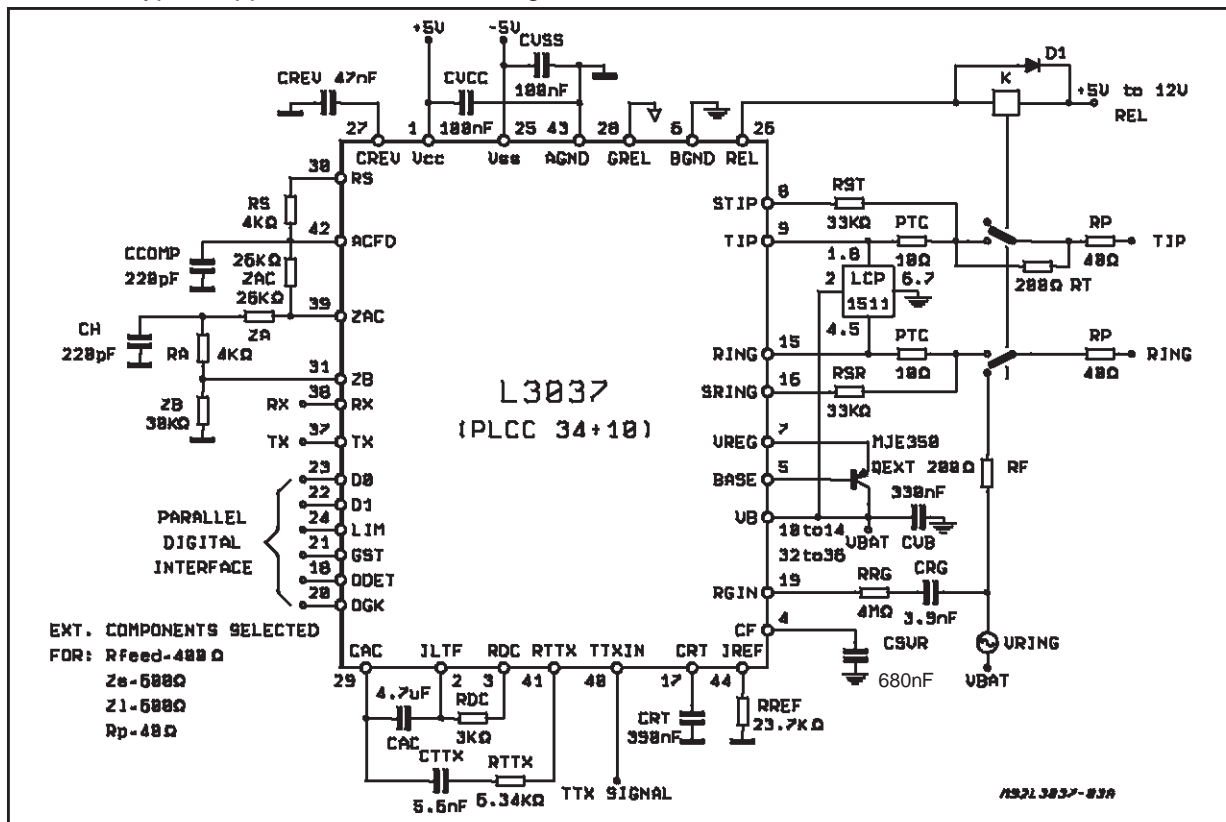 +5V
-5V
CVSS
100nF
CREV 47nF
CVCC
100nF
D1
K
+5V to 12V
REL
27
1
25
43
28
6
26
CREV
Vcc
Vss
AGND
GREL
BGND
REL
30
RS
RS
4KΩ
42
ACFD
CCOMP
220pF
26KΩ
ZAC
26KΩ
39
ZAC
ZA
CH
220pF
RA
4KΩ
31
ZB
ZB
30KΩ
38
RX
RX
37
TX
TX
23
D0
22
D1
24
LIM
21
GST
18
ODET
20
OGK
PARALLEL
DIGITAL
INTERFACE
L3037
(PLCC 34+10)
STIP
8
RST
33KΩ
TIP
9
PTC
10Ω
RP
40Ω
TIP
200Ω RT
1.8
2
LCP
1511
6.7
4.5
RING
15
PTC
10Ω
RP
40Ω
RING
SRING
16
RSR
33KΩ
VREG
7
MJE350
BASE
5
QEXT
200Ω
RF
330nF
VB
10to14
32to36
VBAT
CVB
RGIN
19
RRG
4MΩ
CRG
3.9nF
CF
4
CSVR
680nF
VRING
VBAT
EXT. COMPONENTS SELECTED
FOR: Rfeed-400Ω
Zs-600Ω
Zl-600Ω
Rp-40Ω
CAC
ILTF
RDC
RTTX
TTXIN
CRT
IREF
29
2
3
41
40
17
44
4.7uF
CAC
RDC
3KΩ
CTTX
5.6nF
RTTX
5.34KΩ
TTX SIGNAL
CRT
390nF
RREF
23.7KΩ